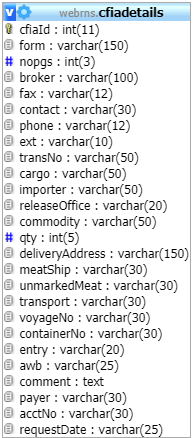 v webrns.cfiadetails
cfiaId : int(11)
form : varchar(150)
# nopgs : int(3)
broker : varchar(100)
fax : varchar(12)
contact : varchar(30)
phone : varchar(12)
ext : varchar(10)
transNo : varchar(50)
cargo : varchar(50)
importer : varchar(50)
releaseOffice : varchar(20)
commodity : varchar(50)
# qty : int(5)
deliveryAddress : varchar(150)
meatShip : varchar(30)
unmarkedMeat : varchar(30)
transport : varchar(30)
voyageNo : varchar(30)
containerNo : varchar(30)
entry : varchar(20)
awb : varchar(25)
comment : text
payer : varchar(30)
acctNo : varchar(30)
requestDate : varchar(25)